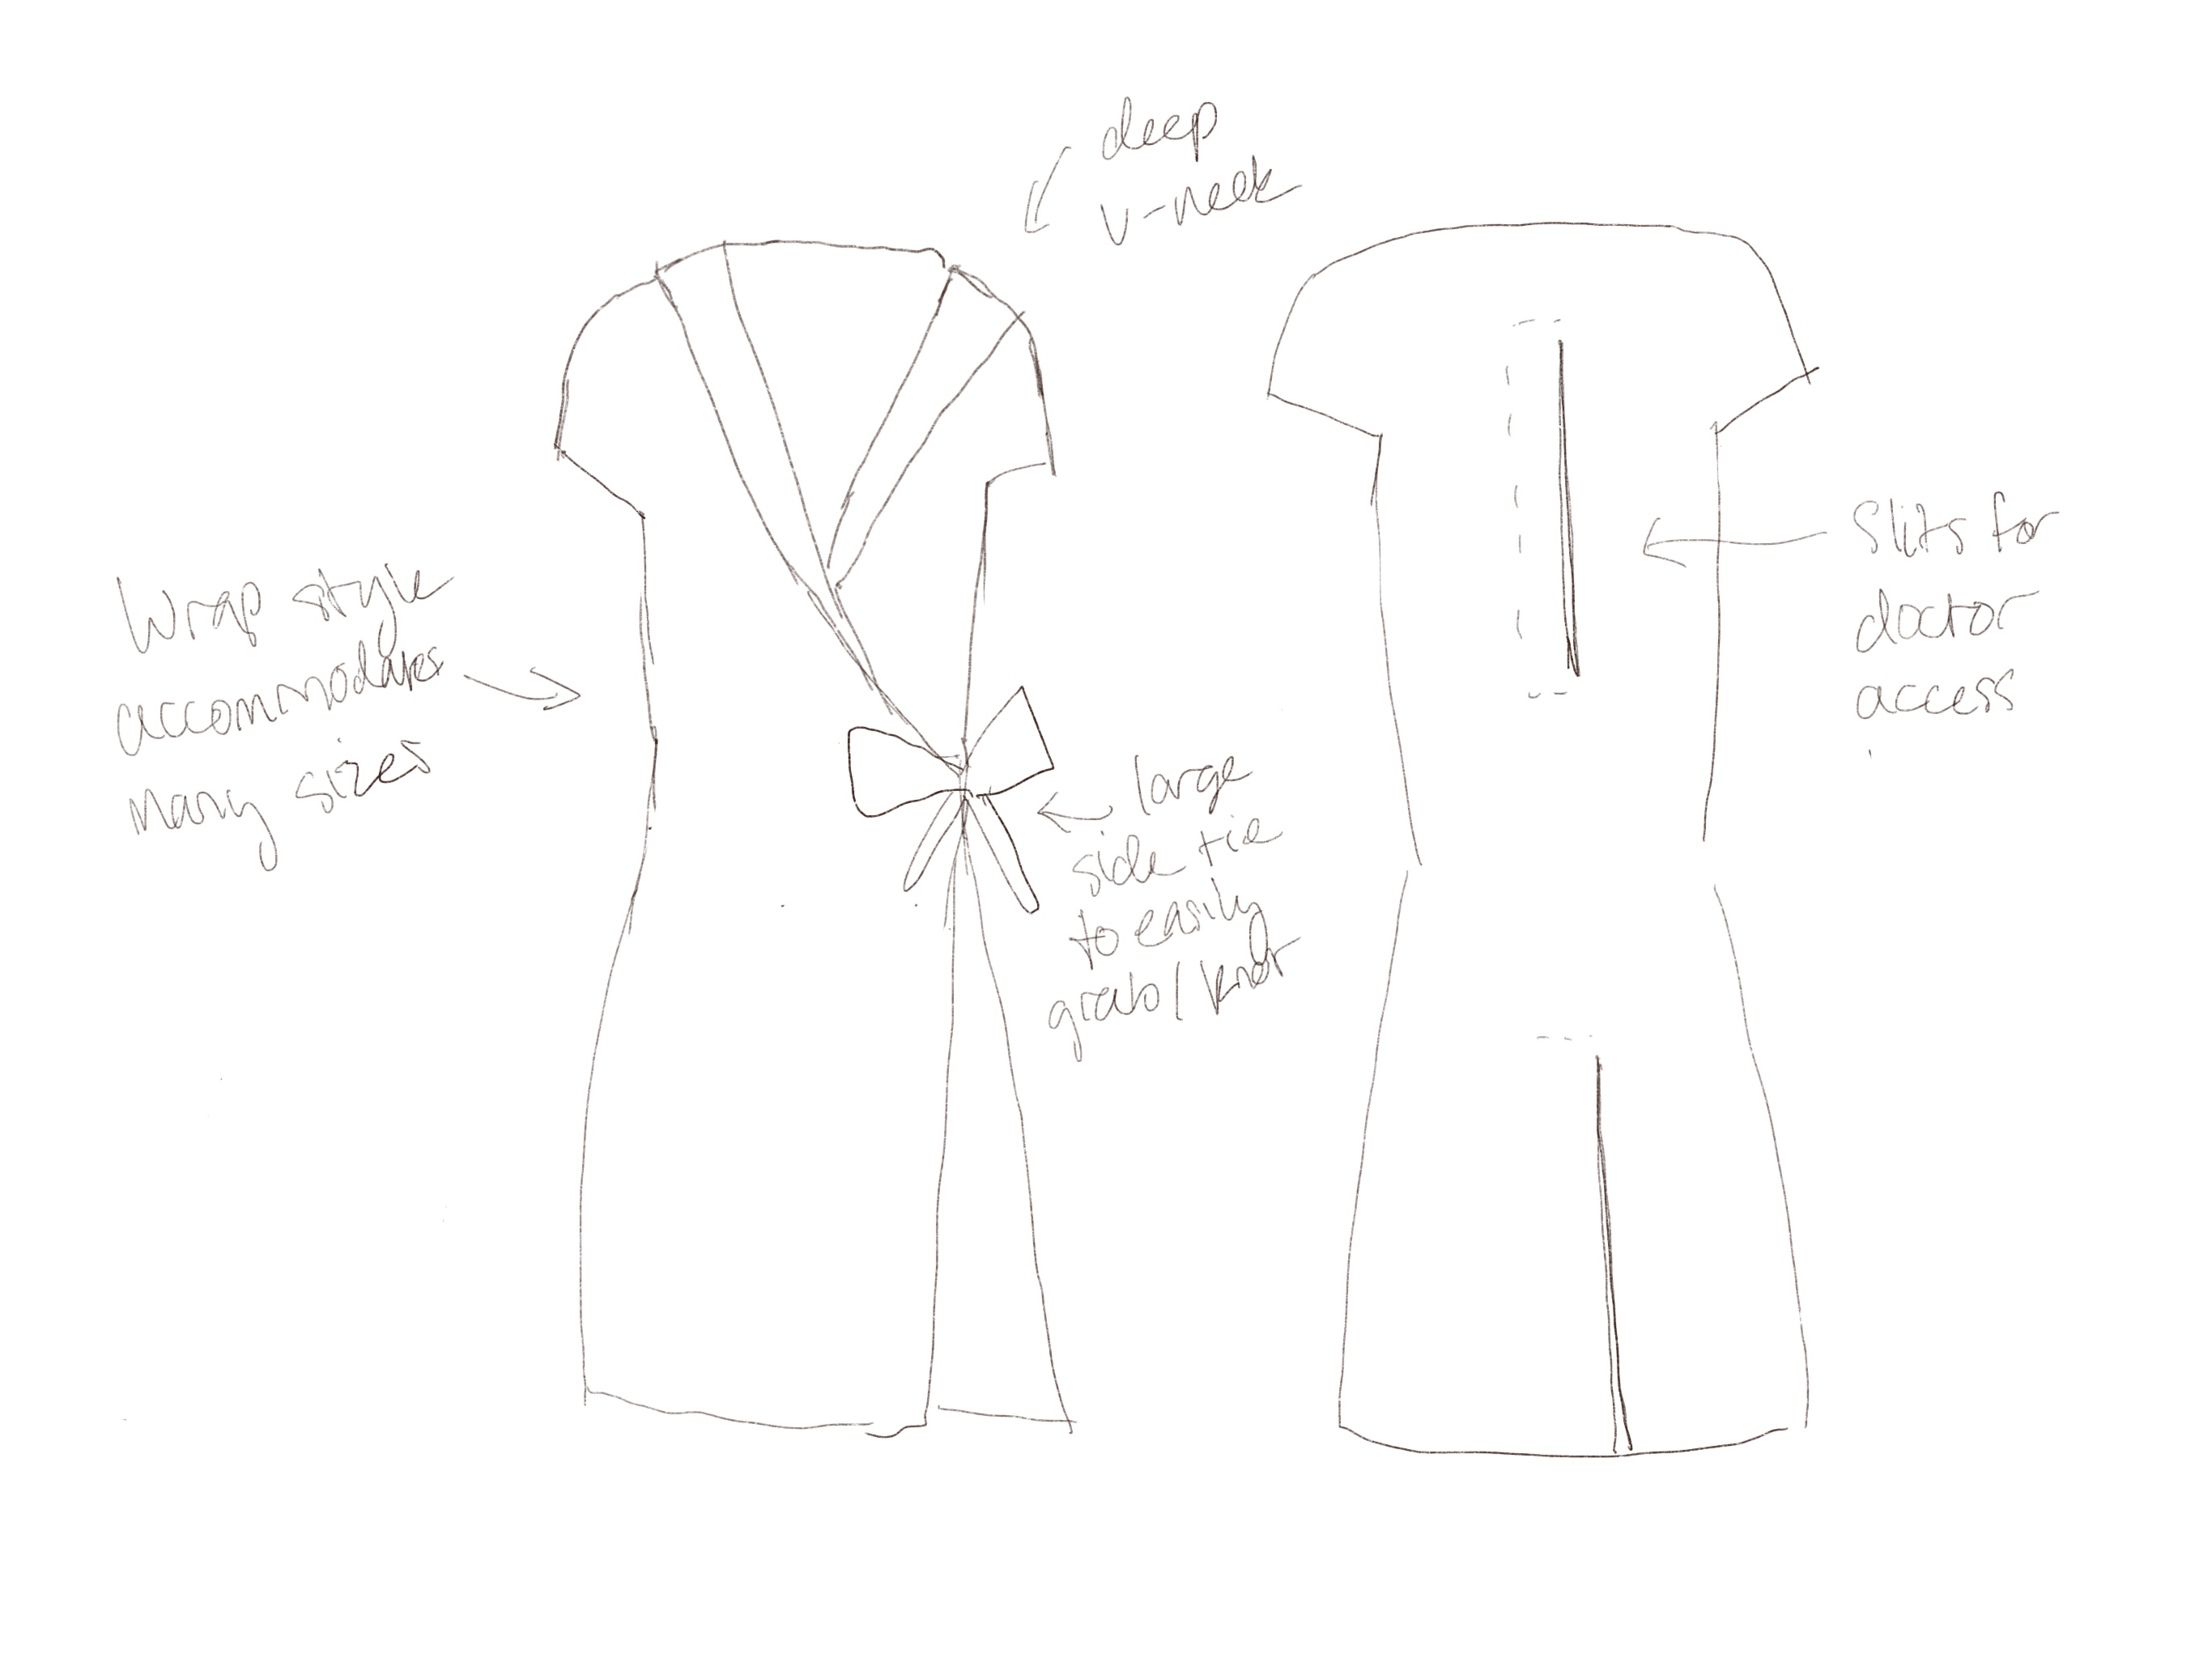 deep
v-neck
Wrap style
accommodates
many sizes
large
side tie
to easily
grab/knot
Slits for
doctor
access